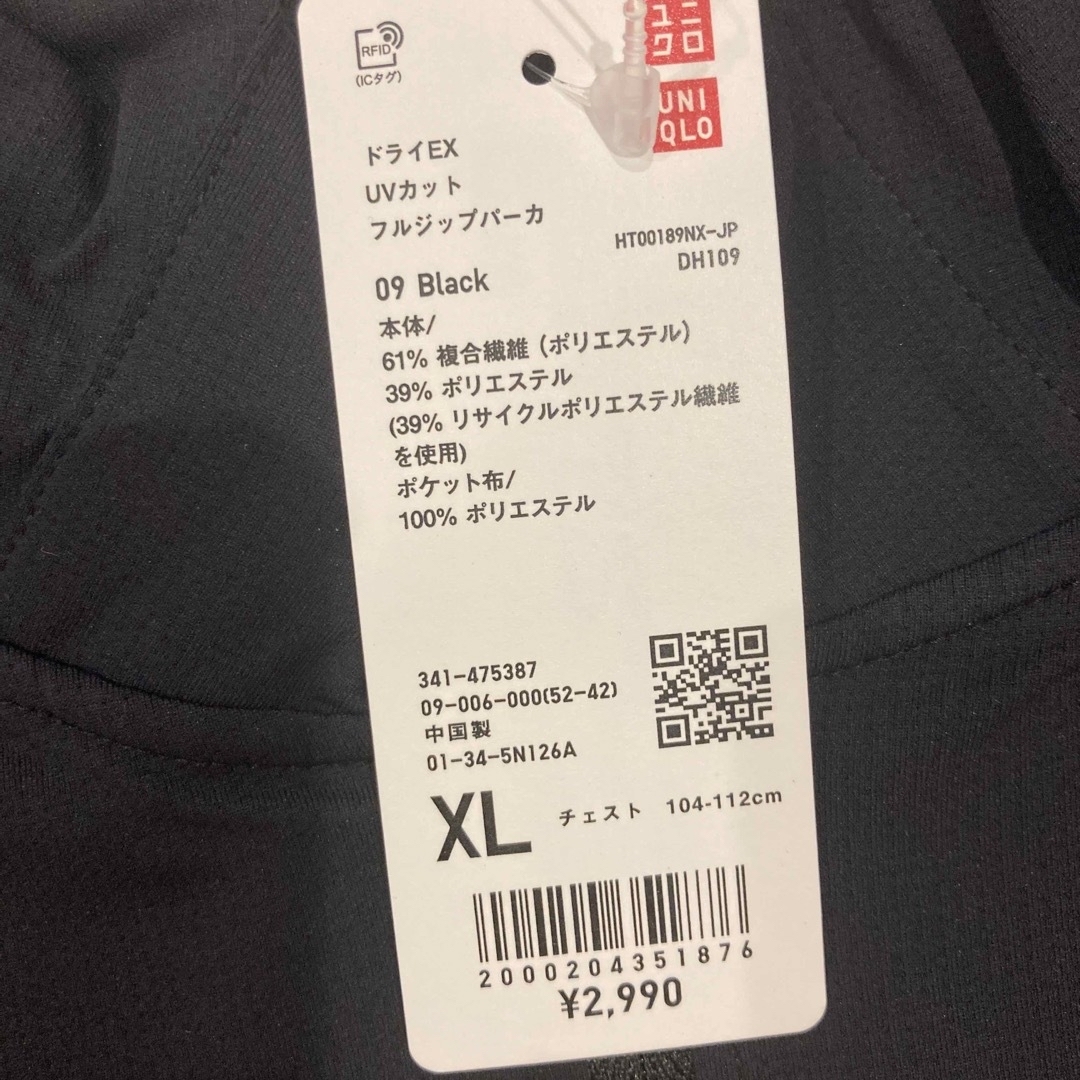 RFID
(ICタグ)
ユニ
クロ
UNI
QLO
ドライEX
UVカット
フルジップパーカ
HT00189NX-JP
DH109
09 Black
本体/
61% 複合繊維 (ポリエステル)
39% ポリエステル
(39% リサイクルポリエステル繊維
を使用)
ポケット布/
100% ポリエステル
341-475387
09-006-000(52-42)
中国製
01-34-5N126A
XL チェスト 104-112cm
2000204351876
¥2,990